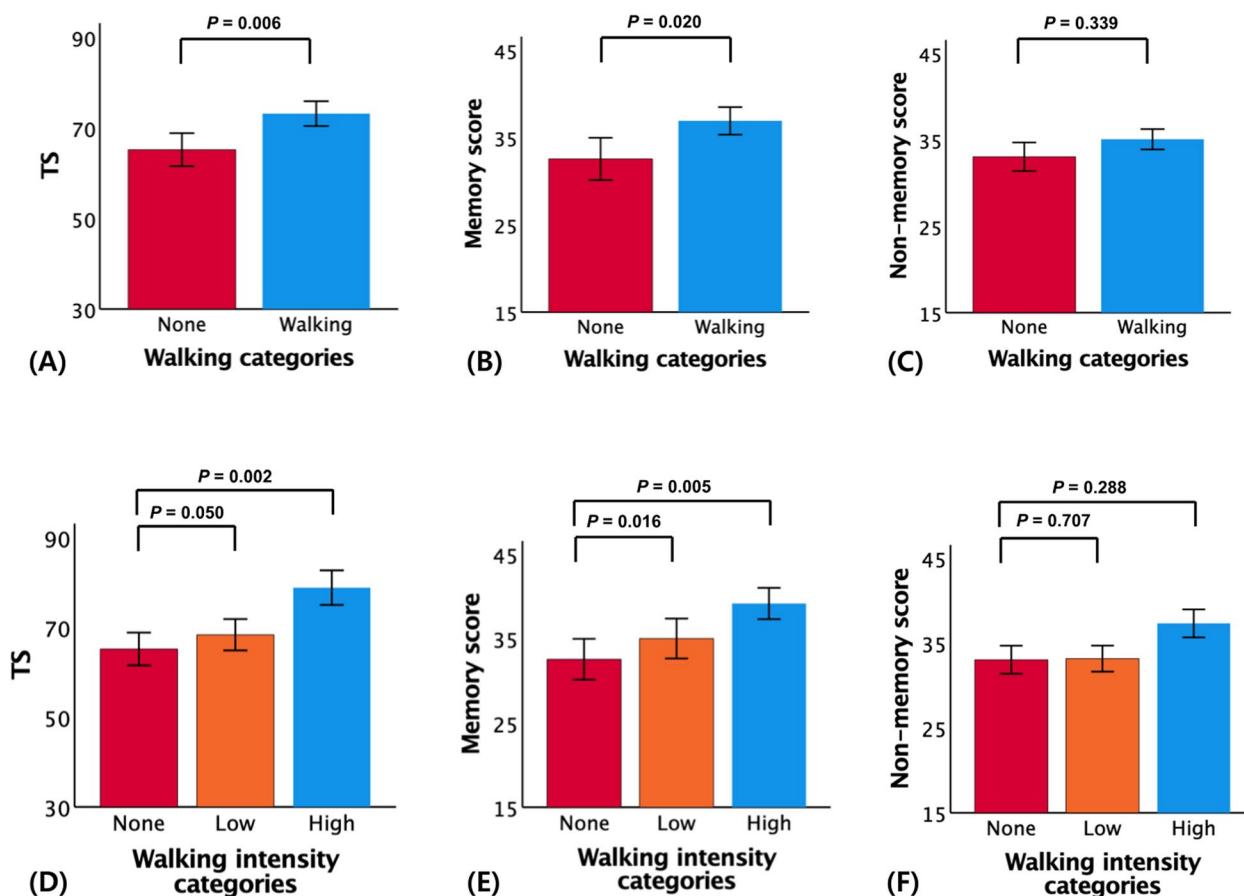 P = 0.006
90
70
50
30
TS
None Walking
(A) Walking categories
P = 0.020
45
35
25
15
Memory score
None Walking
(B) Walking categories
P = 0.339
45
35
25
15
Non-memory score
None Walking
(C) Walking categories
P = 0.002
P = 0.050
90
70
50
30
TS
None Low High
(D) Walking intensity
categories
P = 0.005
P = 0.016
45
35
25
15
Memory score
None Low High
(E) Walking intensity
categories
P = 0.288
P = 0.707
45
35
25
15
Non-memory score
None Low High
(F) Walking intensity
categories